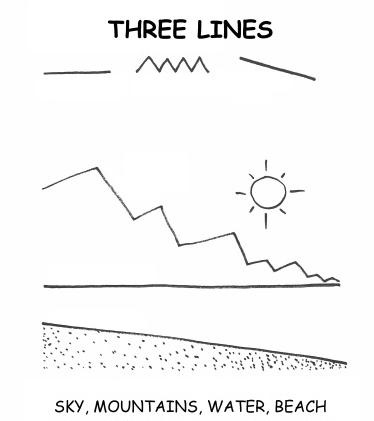 THREE LINES
SKY, MOUNTAINS, WATER, BEACH